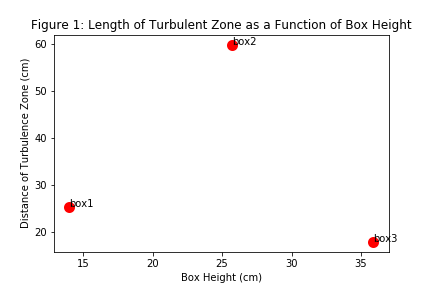 Figure 1: Length of Turbulent Zone as a Function of Box Height
60
50
40
30
20
Distance of Turbulence Zone (cm)
box2
box1
box3
15
20
25
30
35
Box Height (cm)